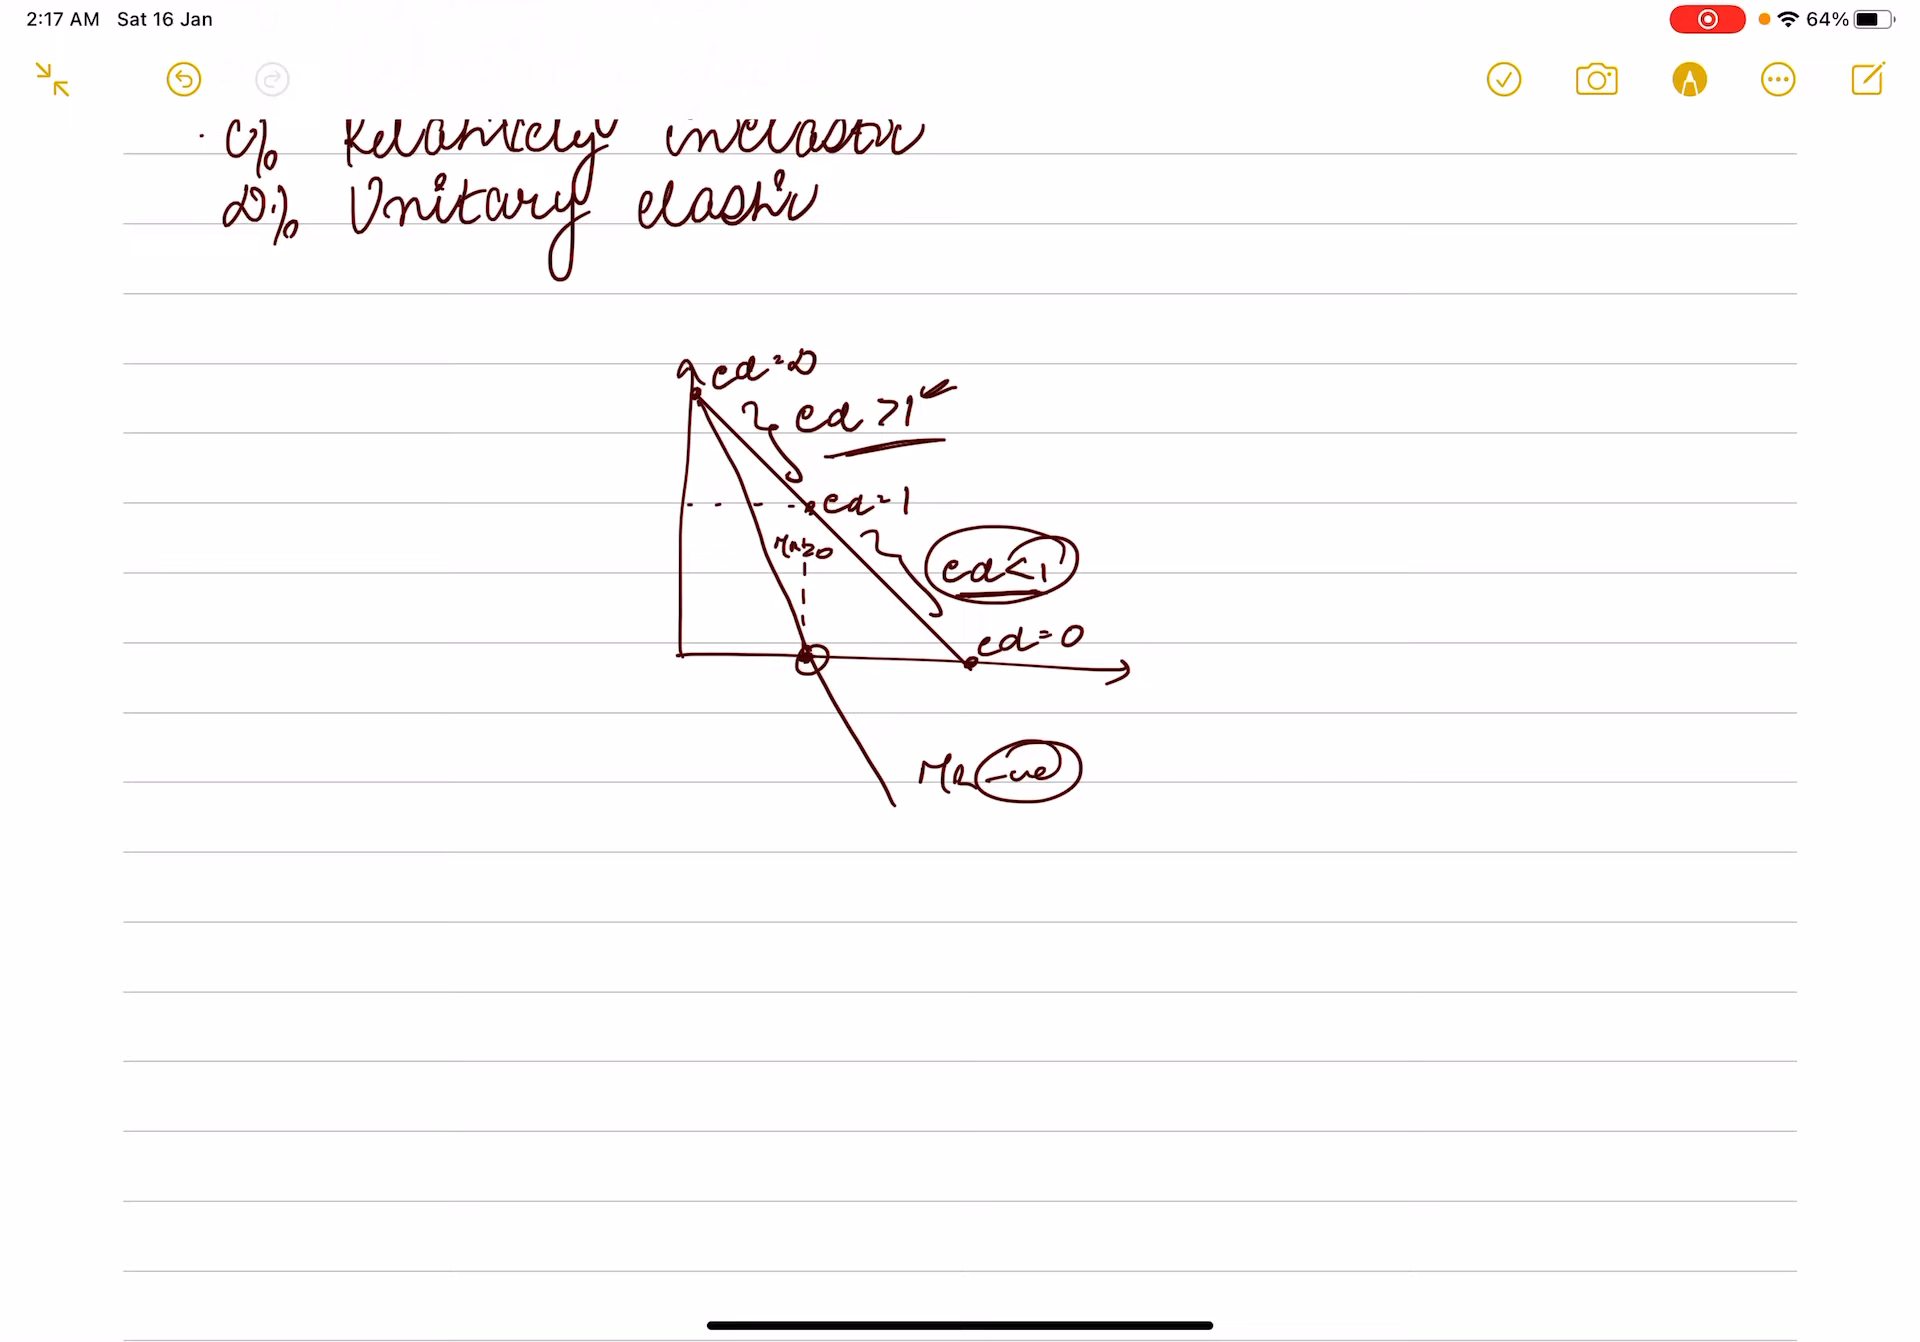 2:17 AM Sat 16 Jan 64%
C% Relatively inelastic
D% Unitary elastic
ed=∞
ed >1
ed=1
MR=0
ed<1
ed=0
MR -ve